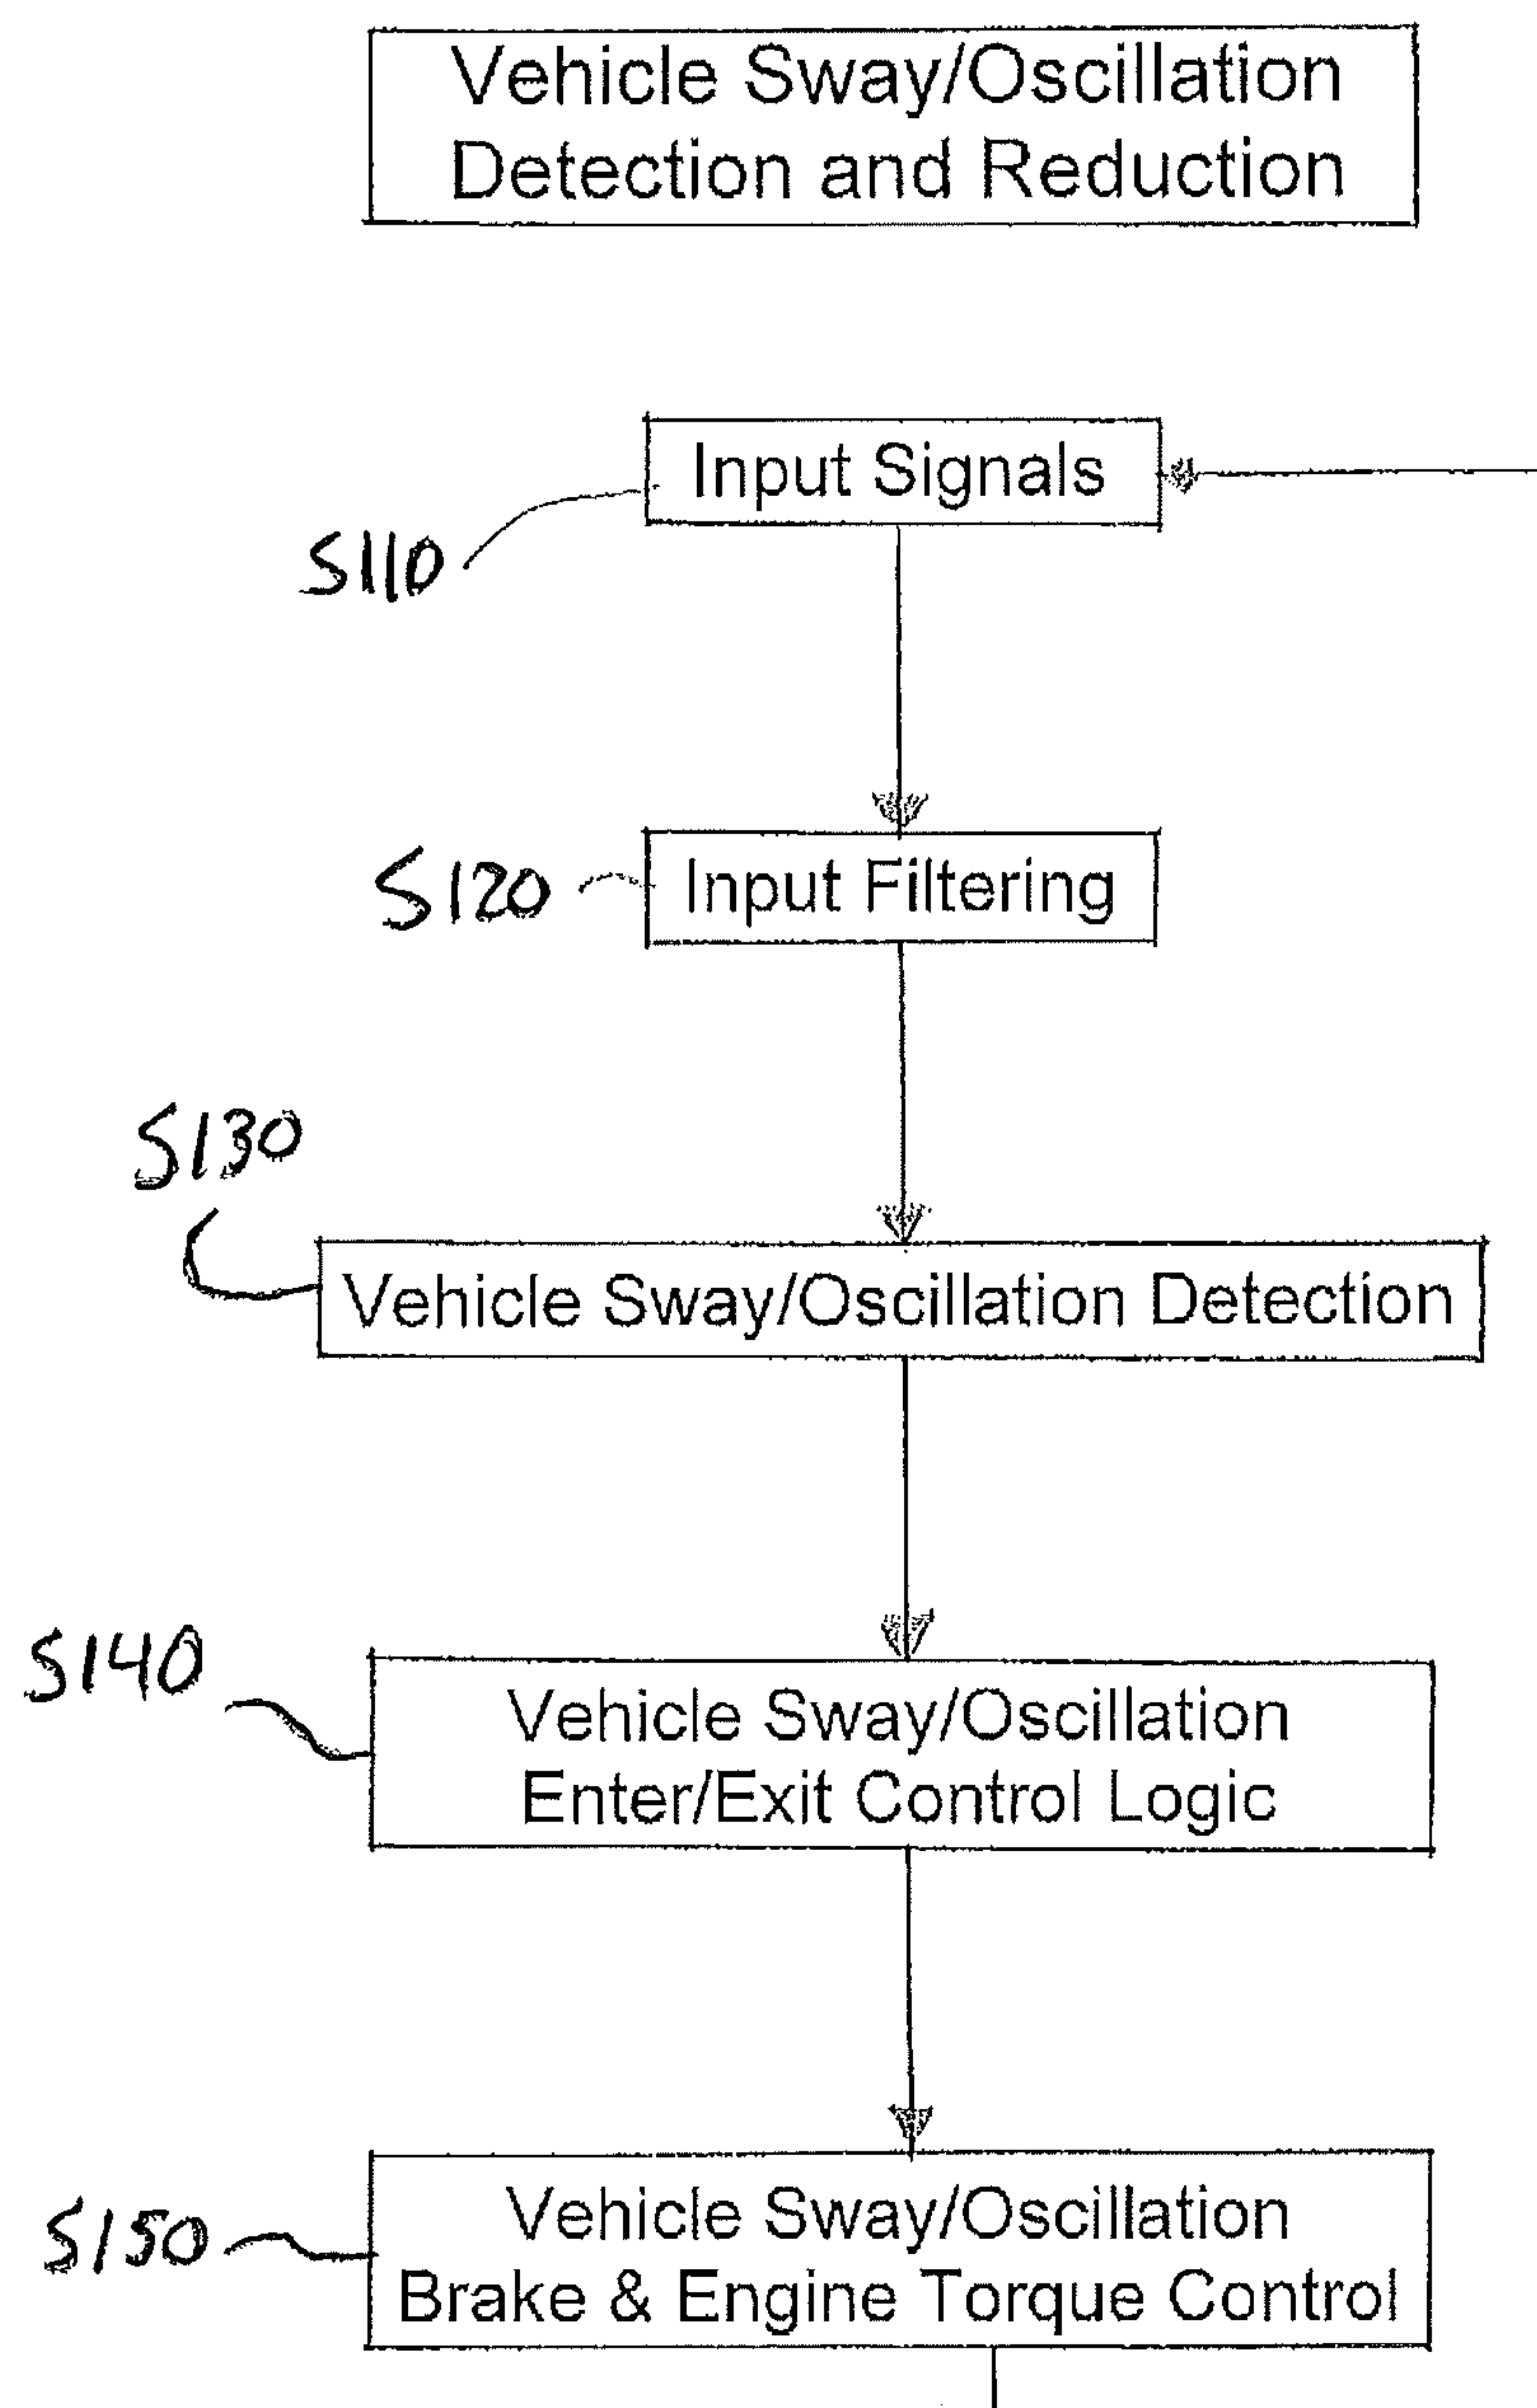 Vehicle Sway/Oscillation
Detection and Reduction
Input Signals
S110
S120
Input Filtering
S130
Vehicle Sway/Oscillation Detection
S140
Vehicle Sway/Oscillation
Enter/Exit Control Logic
S150
Vehicle Sway/Oscillation
Brake & Engine Torque Control